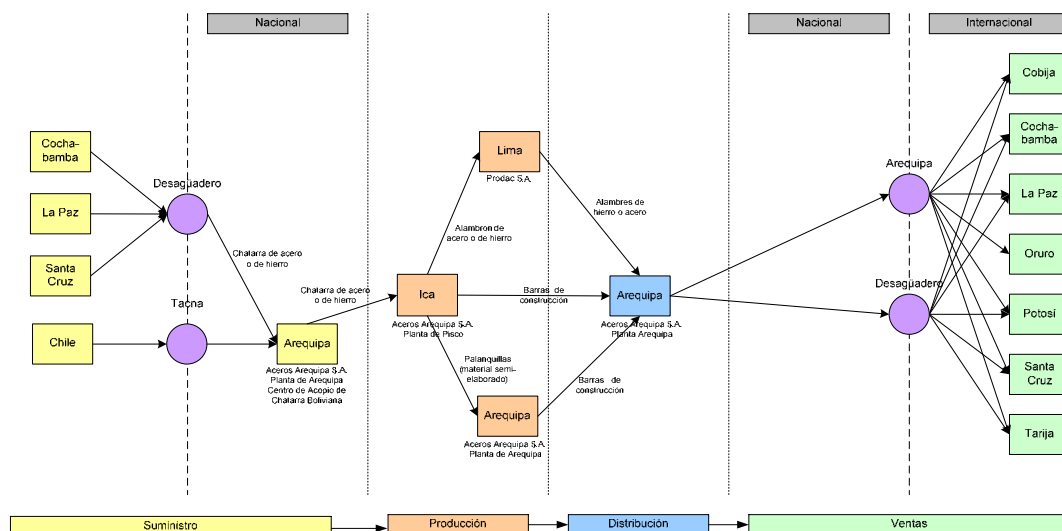 Nacional
Nacional
Internacional
Cocha-
bamba
La Paz
Santa
Cruz
Chile
Desaguadero
Tacna
Chatarra de acero
o de hierro
Arequipa
Aceros Arequipa S.A.
Planta de Arequipa
Centro de Acopio de
Chatarra Boliviana
Chatarra de acero
o de hierro
Ica
Aceros Arequipa S.A.
Planta de Pisco
Alambron de
acero o de hierro
Lima
Prodac S.A.
Palanquillas
(material semi-
elaborado)
Arequipa
Aceros Arequipa S.A.
Planta de Arequipa
Alambres de
hierro o acero
Barras de
construcción
Barras de
construcción
Arequipa
Aceros Arequipa S.A.
Planta Arequipa
Arequipa
Desaguadero
Cobija
Cocha-
bamba
La Paz
Oruro
Potosí
Santa
Cruz
Tarija
Suministro
Producción
Distribución
Ventas